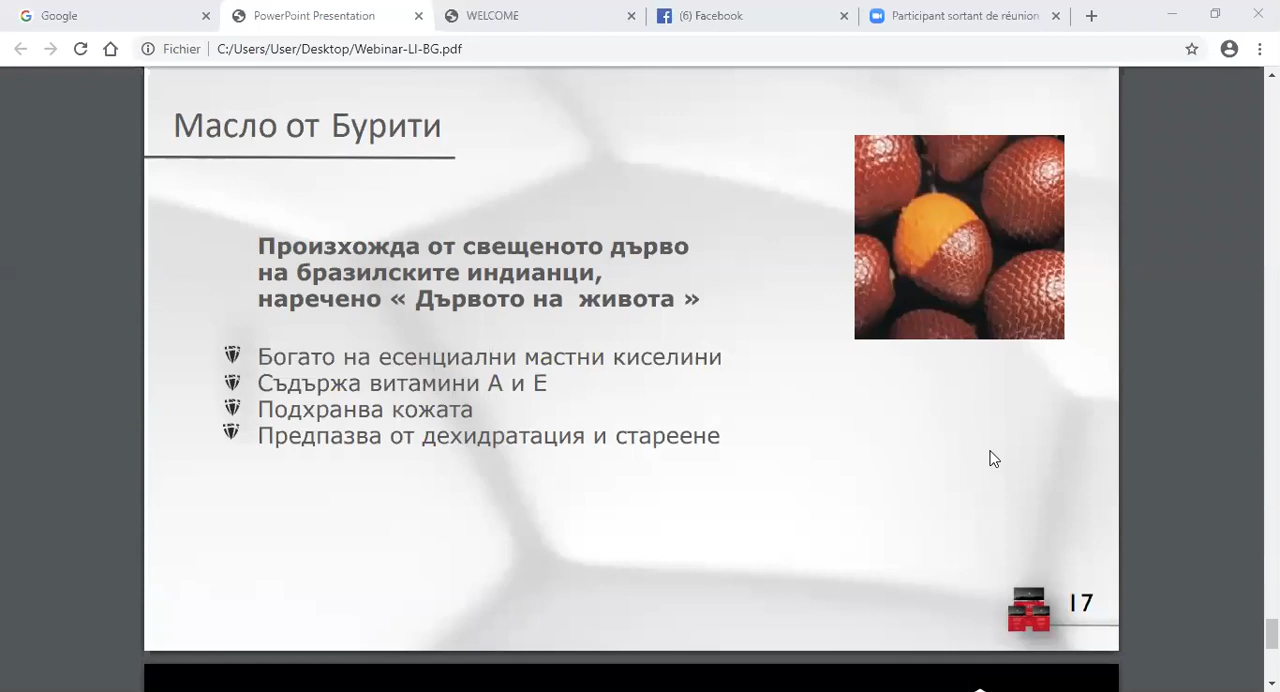 Google
PowerPoint Presentation
WELCOME
(6) Facebook
Participant sortant de réunion
Fichier
C:/Users/User/Desktop/Webinar-LI-BG.pdf
Масло от Бурити
Произхожда от свещеното дърво
на бразилските индианци,
наречено « Дървото на живота »
Богато на есенциални мастни киселини
Съдържа витамини А и Е
Подхранва кожата
Предпазва от дехидратация и стареене
17